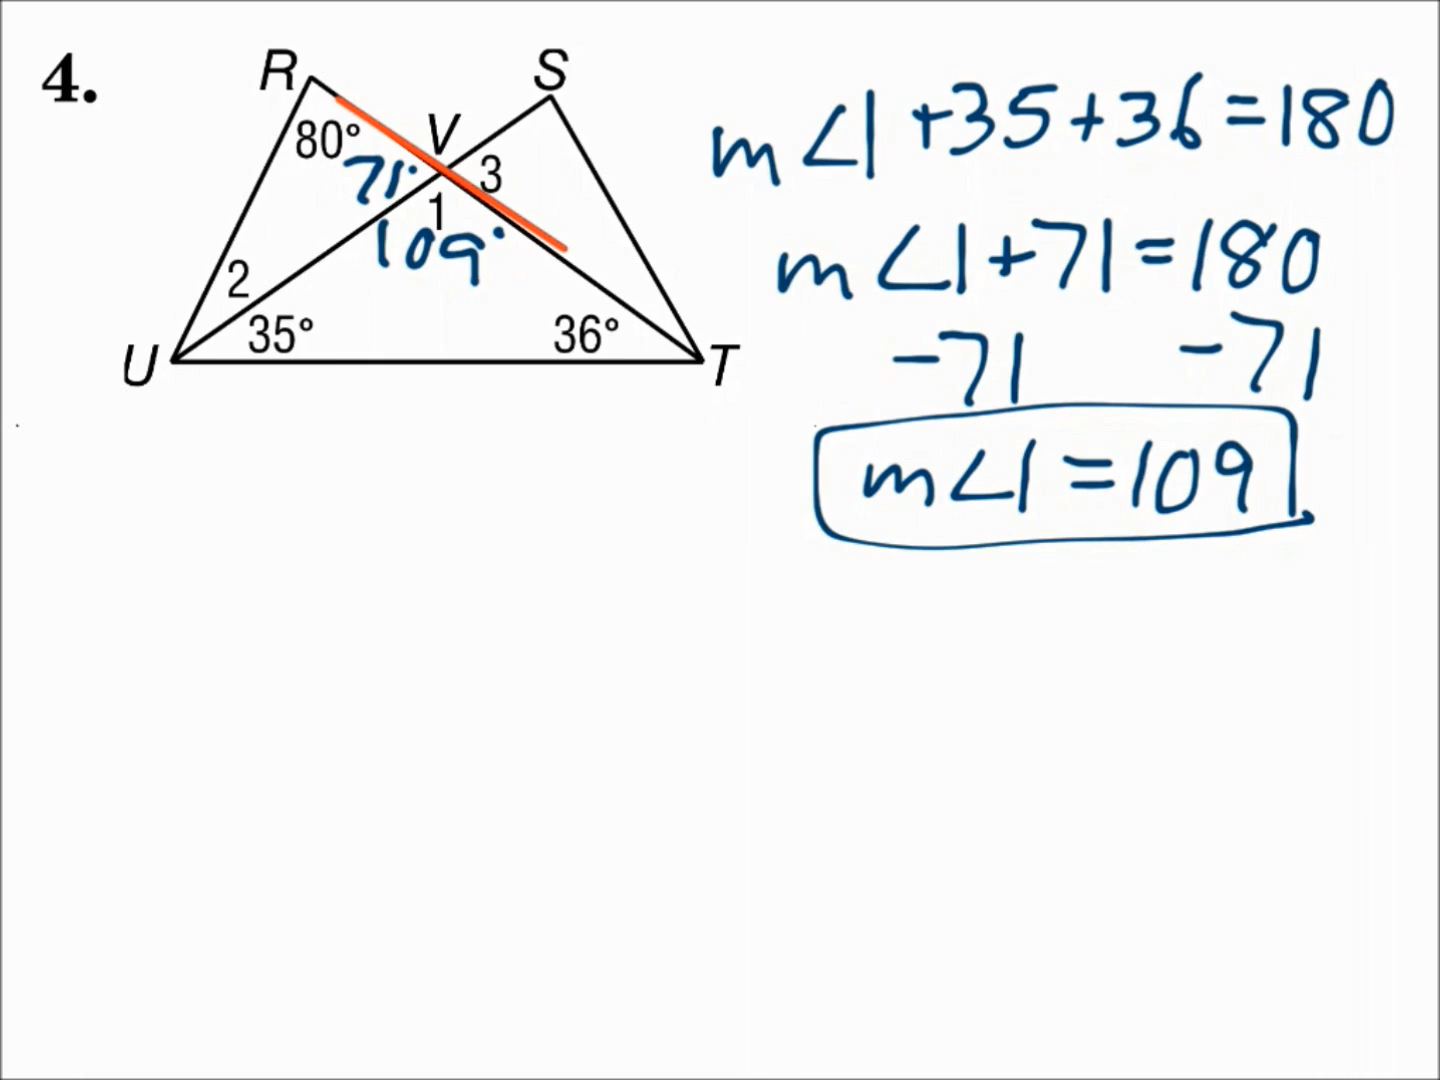 4.
R
S
V
80°
71°
3
1
109°
2
35°
36°
U
T
m∠1 +35+36=180
m∠1+71=180
-71 -71
m∠1=109